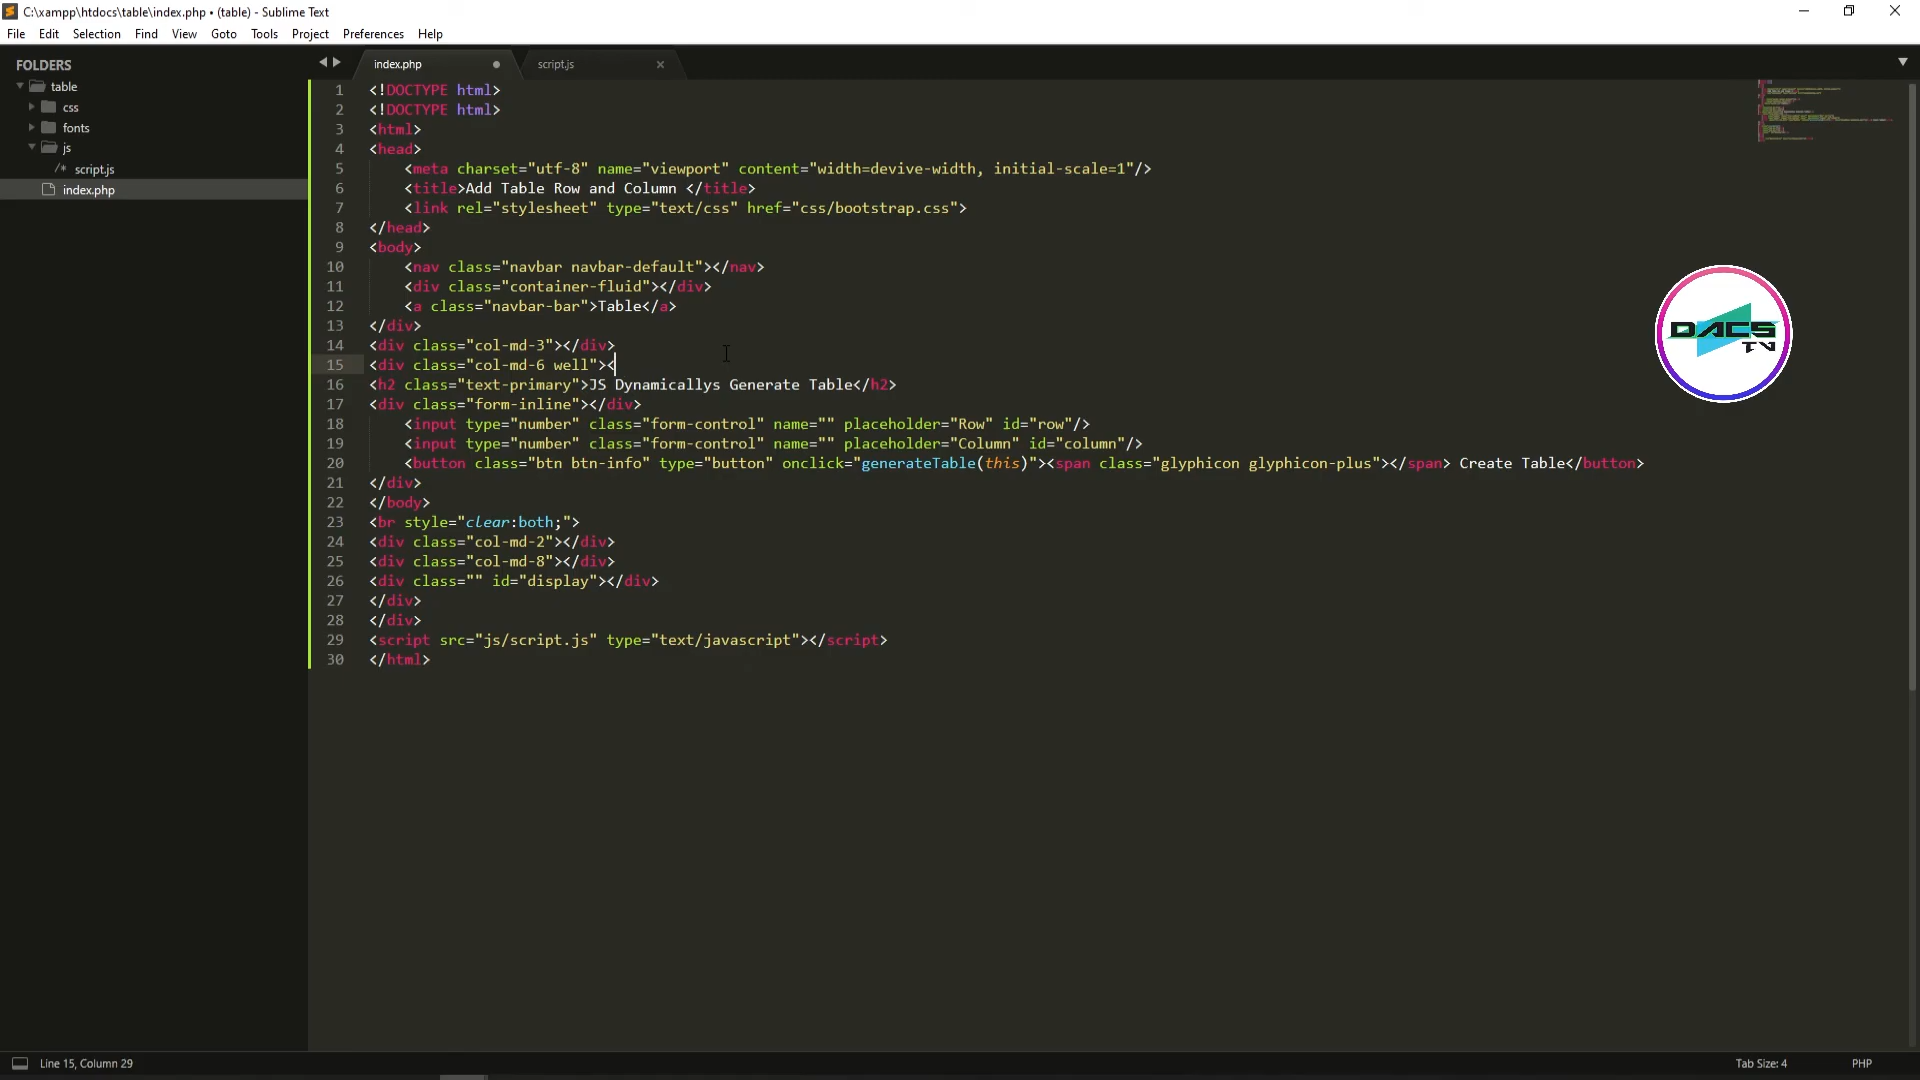 C:\xampp\htdocs\table\index.php • (table) - Sublime Text
File Edit Selection Find View Goto Tools Project Preferences Help
FOLDERS
table
css
fonts
js
/* script.js
index.php
index.php script.js
1 <!DOCTYPE html>
2 <!DOCTYPE html>
3 <html>
4 <head>
5 <meta charset="utf-8" name="viewport" content="width=devive-width, initial-scale=1"/>
6 <title>Add Table Row and Column </title>
7 <link rel="stylesheet" type="text/css" href="css/bootstrap.css">
8 </head>
9 <body>
10 <nav class="navbar navbar-default"></nav>
11 <div class="container-fluid"></div>
12 <a class="navbar-bar">Table</a>
13 </div>
14 <div class="col-md-3"></div>
15 <div class="col-md-6 well"><
16 <h2 class="text-primary">JS Dynamicallys Generate Table</h2>
17 <div class="form-inline"></div>
18 <input type="number" class="form-control" name="" placeholder="Row" id="row"/>
19 <input type="number" class="form-control" name="" placeholder="Column" id="column"/>
20 <button class="btn btn-info" type="button" onclick="generateTable(this)"><span class="glyphicon glyphicon-plus"></span> Create Table</button>
21 </div>
22 </body>
23 <br style="clear:both;">
24 <div class="col-md-2"></div>
25 <div class="col-md-8"></div>
26 <div class="" id="display"></div>
27 </div>
28 </div>
29 <script src="js/script.js" type="text/javascript"></script>
30 </html>
DACS
TV
Line 15, Column 29
Tab Size: 4
PHP